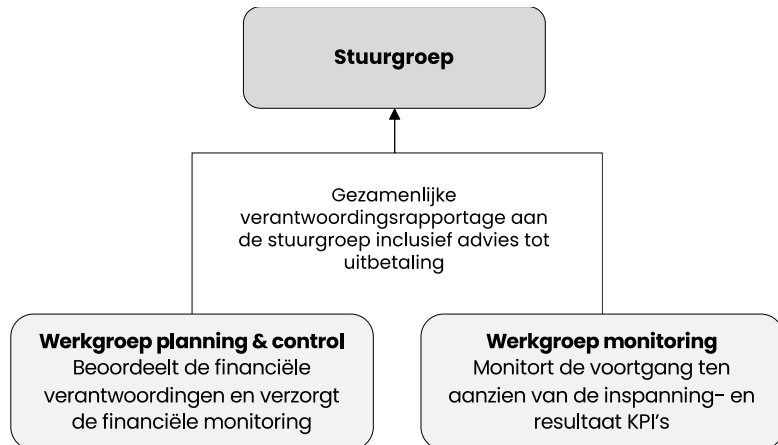 Stuurgroep
Gezamenlijke
verantwoordingsrapportage aan
de stuurgroep inclusief advies tot
uitbetaling
Werkgroep planning & control
Beoordeelt de financiële
verantwoordingen en verzorgt
de financiële monitoring
Werkgroep monitoring
Monitort de voortgang ten
aanzien van de inspanning- en
resultaat KPI's